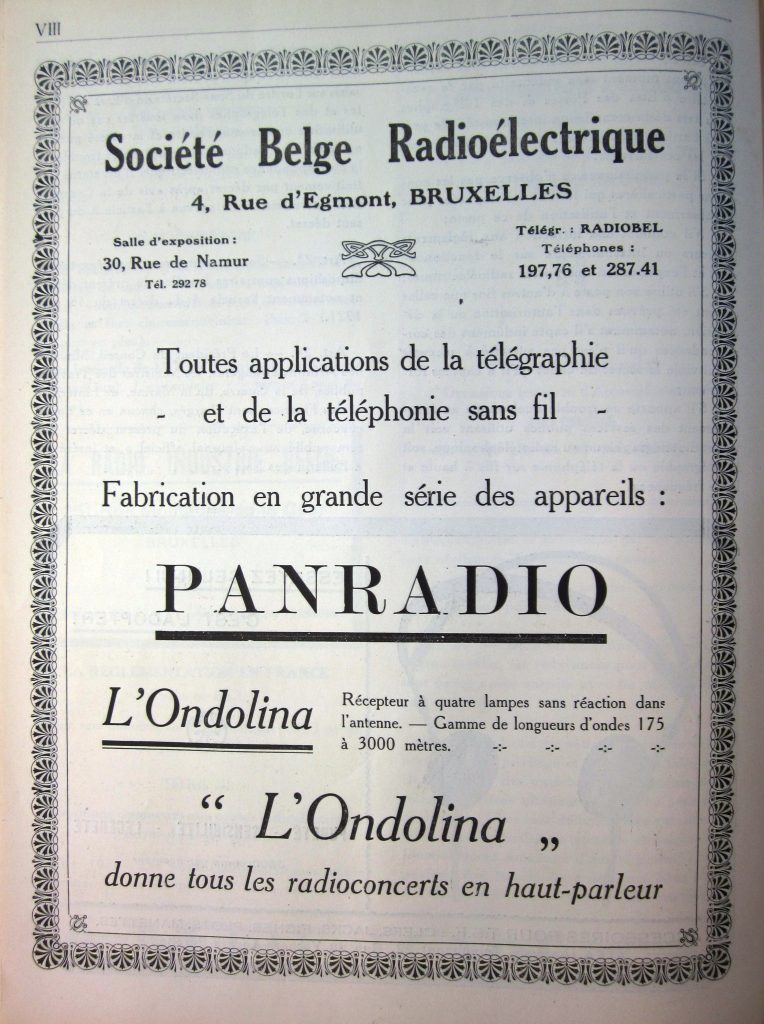 VIII
Société Belge Radioélectrique
4, Rue d'Egmont, BRUXELLES
Salle d'exposition :
30, Rue de Namur
Tél. 292 78
Télégr. : RADIOBEL
Téléphones :
197,76 et 287.41
Toutes applications de la télégraphie
- et de la téléphonie sans fil -
Fabrication en grande série des appareils :
PANRADIO
L'Ondolina
Récepteur à quatre lampes sans réaction dans
l'antenne. — Gamme de longueurs d'ondes 175
à 3000 mètres. -:- -:- -:- -:-
“ L'Ondolina „
donne tous les radioconcerts en haut-parleur